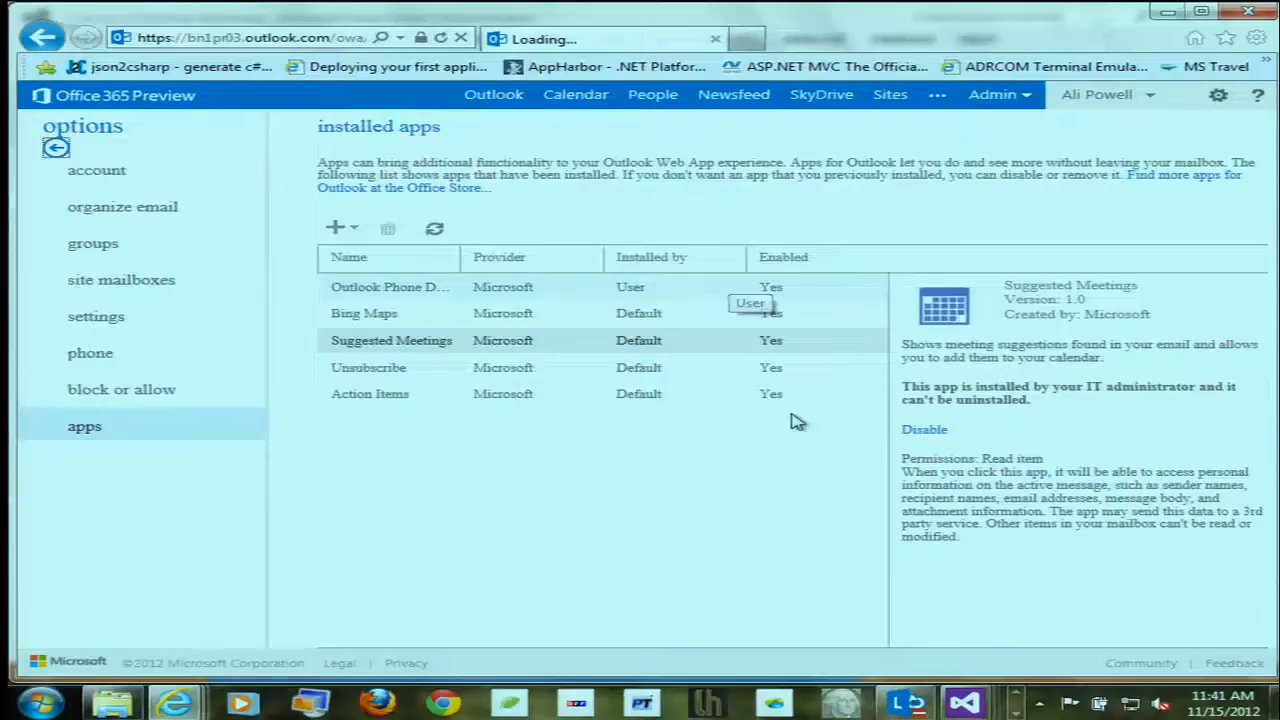 https://bn1pr03.outlook.com/owa/
Loading...
json2csharp - generate c#...
Deploying your first appli...
AppHarbor - .NET Platfor...
ASP.NET MVC The Officia...
ADRCOM Terminal Emula...
MS Travel
Office 365 Preview
Outlook
Calendar
People
Newsfeed
SkyDrive
Sites
Admin
Ali Powell
?
options
account
organize email
groups
site mailboxes
settings
phone
block or allow
apps
installed apps
Apps can bring additional functionality to your Outlook Web App experience. Apps for Outlook let you do and see more without leaving your mailbox. The
following list shows apps that have been installed. If you don't want an app that you previously installed, you can disable or remove it. Find more apps for
Outlook at the Office Store...
Name Provider Installed by Enabled
Outlook Phone D... Microsoft User Yes
User
Bing Maps Microsoft Default Yes
Suggested Meetings Microsoft Default Yes
Unsubscribe Microsoft Default Yes
Action Items Microsoft Default Yes
Suggested Meetings
Version: 1.0
Created by: Microsoft
Shows meeting suggestions found in your email and allows
you to add them to your calendar.
This app is installed by your IT administrator and it
can't be uninstalled.
Disable
Permissions: Read item
When you click this app, it will be able to access personal
information on the active message, such as sender names,
recipient names, email addresses, message body, and
attachment information. The app may send this data to a 3rd
party service. Other items in your mailbox can't be read or
modified.
Microsoft ©2012 Microsoft Corporation Legal Privacy
Community Feedback
PT
lh
11:41 AM
11/15/2012